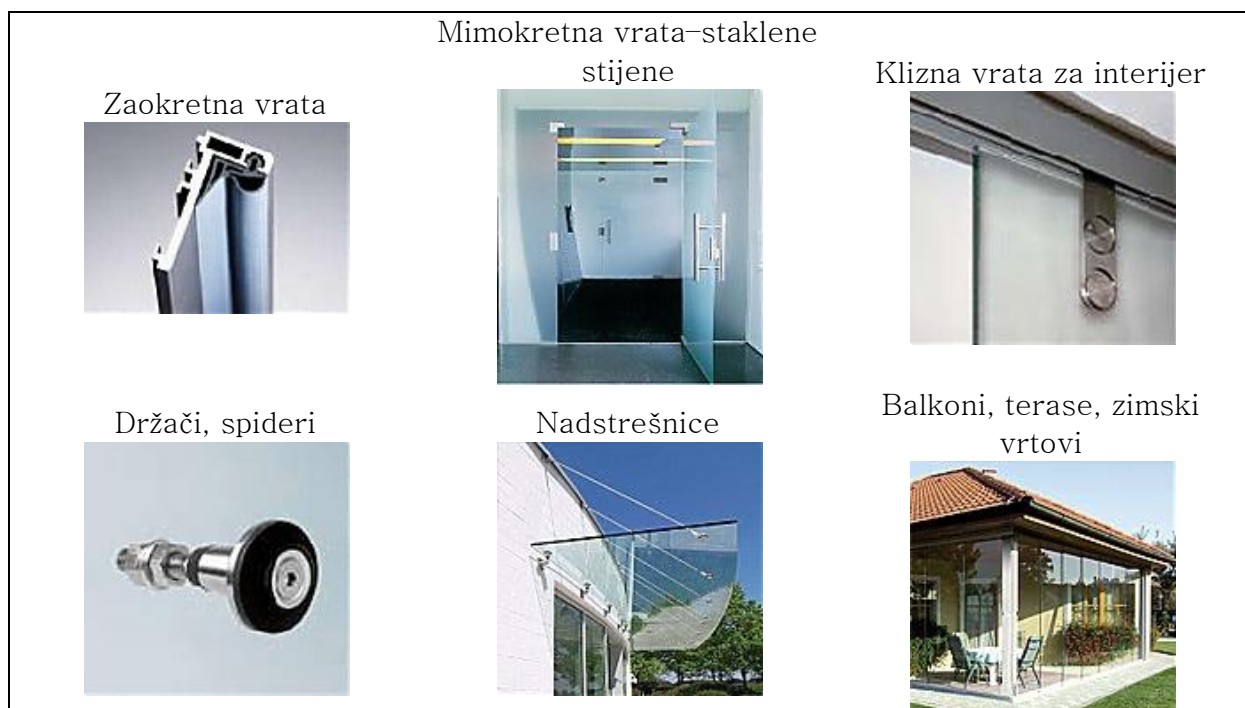 Mimokretna vrata-staklene
stijene
Zaokretna vrata
Klizna vrata za interijer
Držači, spideri
Nadstrešnice
Balkoni, terase, zimski
vrtovi